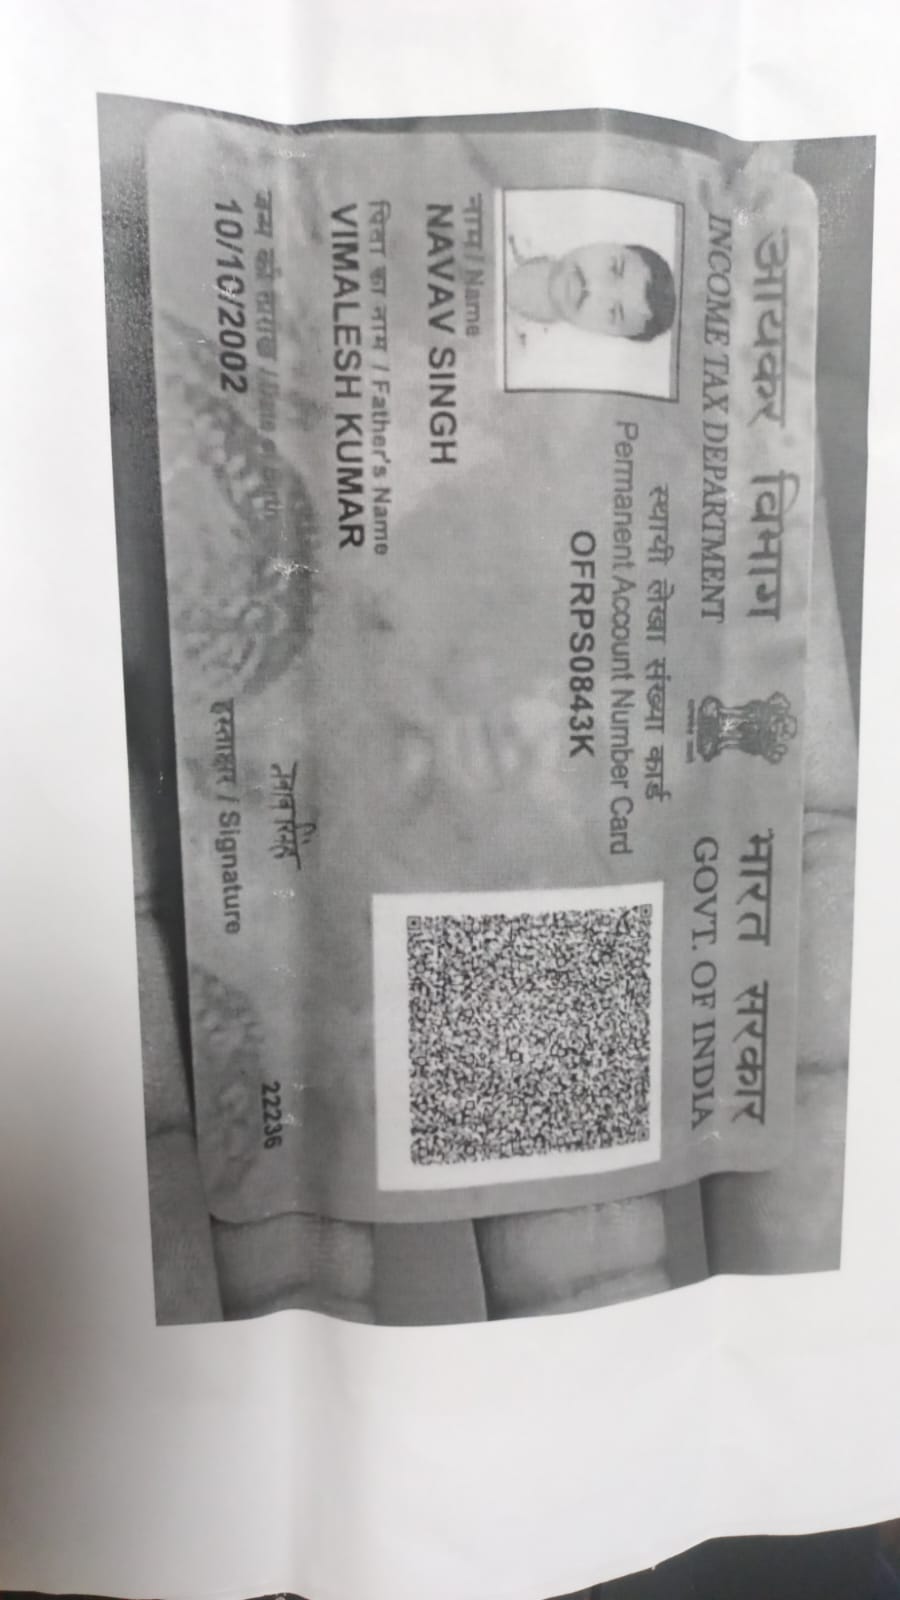 आयकर विभाग
INCOME TAX DEPARTMENT
भारत सरकार
GOVT. OF INDIA
स्थायी लेखा संख्या कार्ड
Permanent Account Number Card
OFRPS0843K
नाम / Name
NAVAV SINGH
पिता का नाम / Father's Name
VIMALESH KUMAR
जन्म की तारीख / Date of Birth
10/10/2002
हस्ताक्षर / Signature
22236